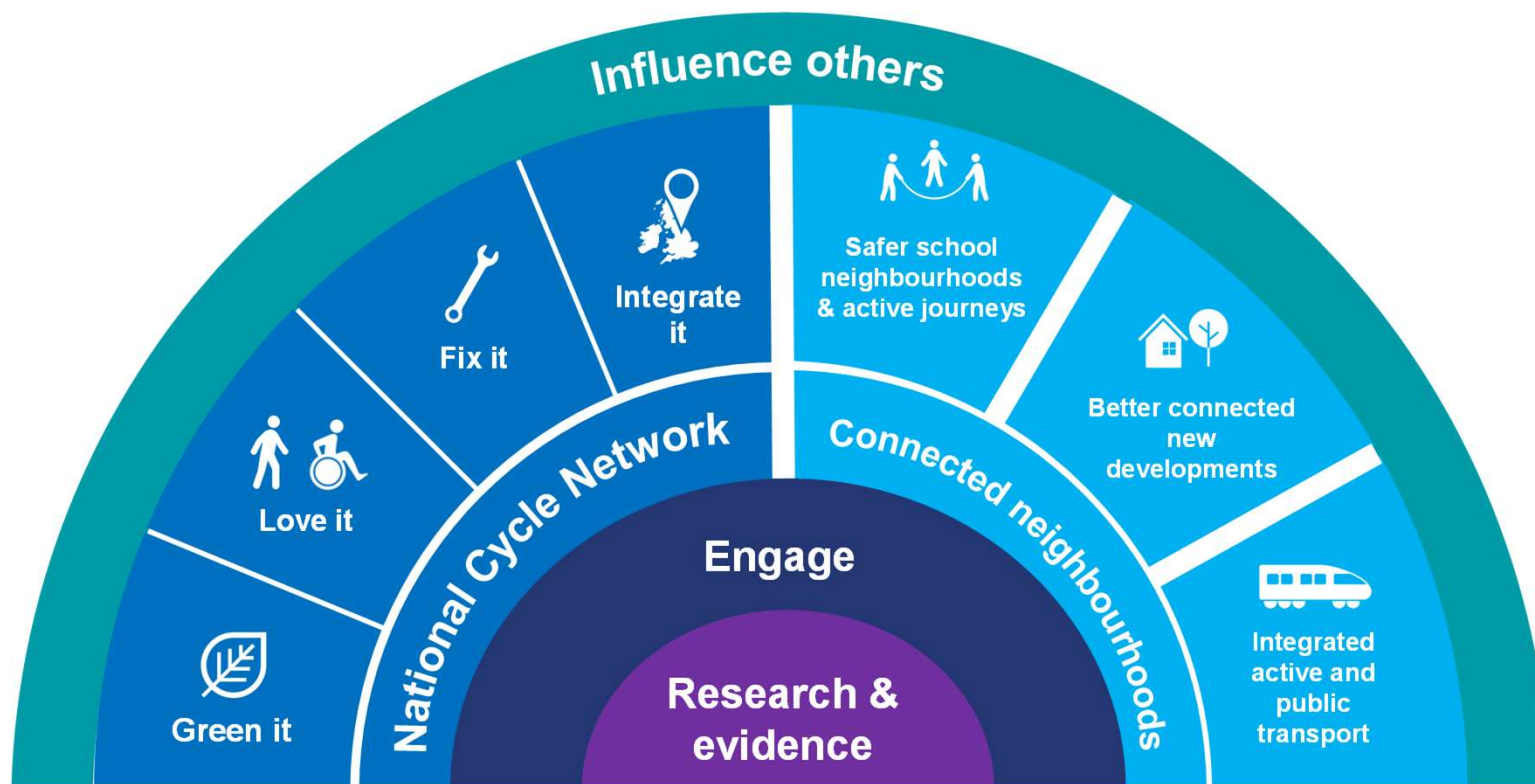 Influence others
Integrate
it
Fix it
Love it
Green it
National Cycle Network
Safer school
neighbourhoods
& active journeys
Better connected
new
developments
Integrated
active and
public
transport
Connected neighbourhoods
Engage
Research &
evidence